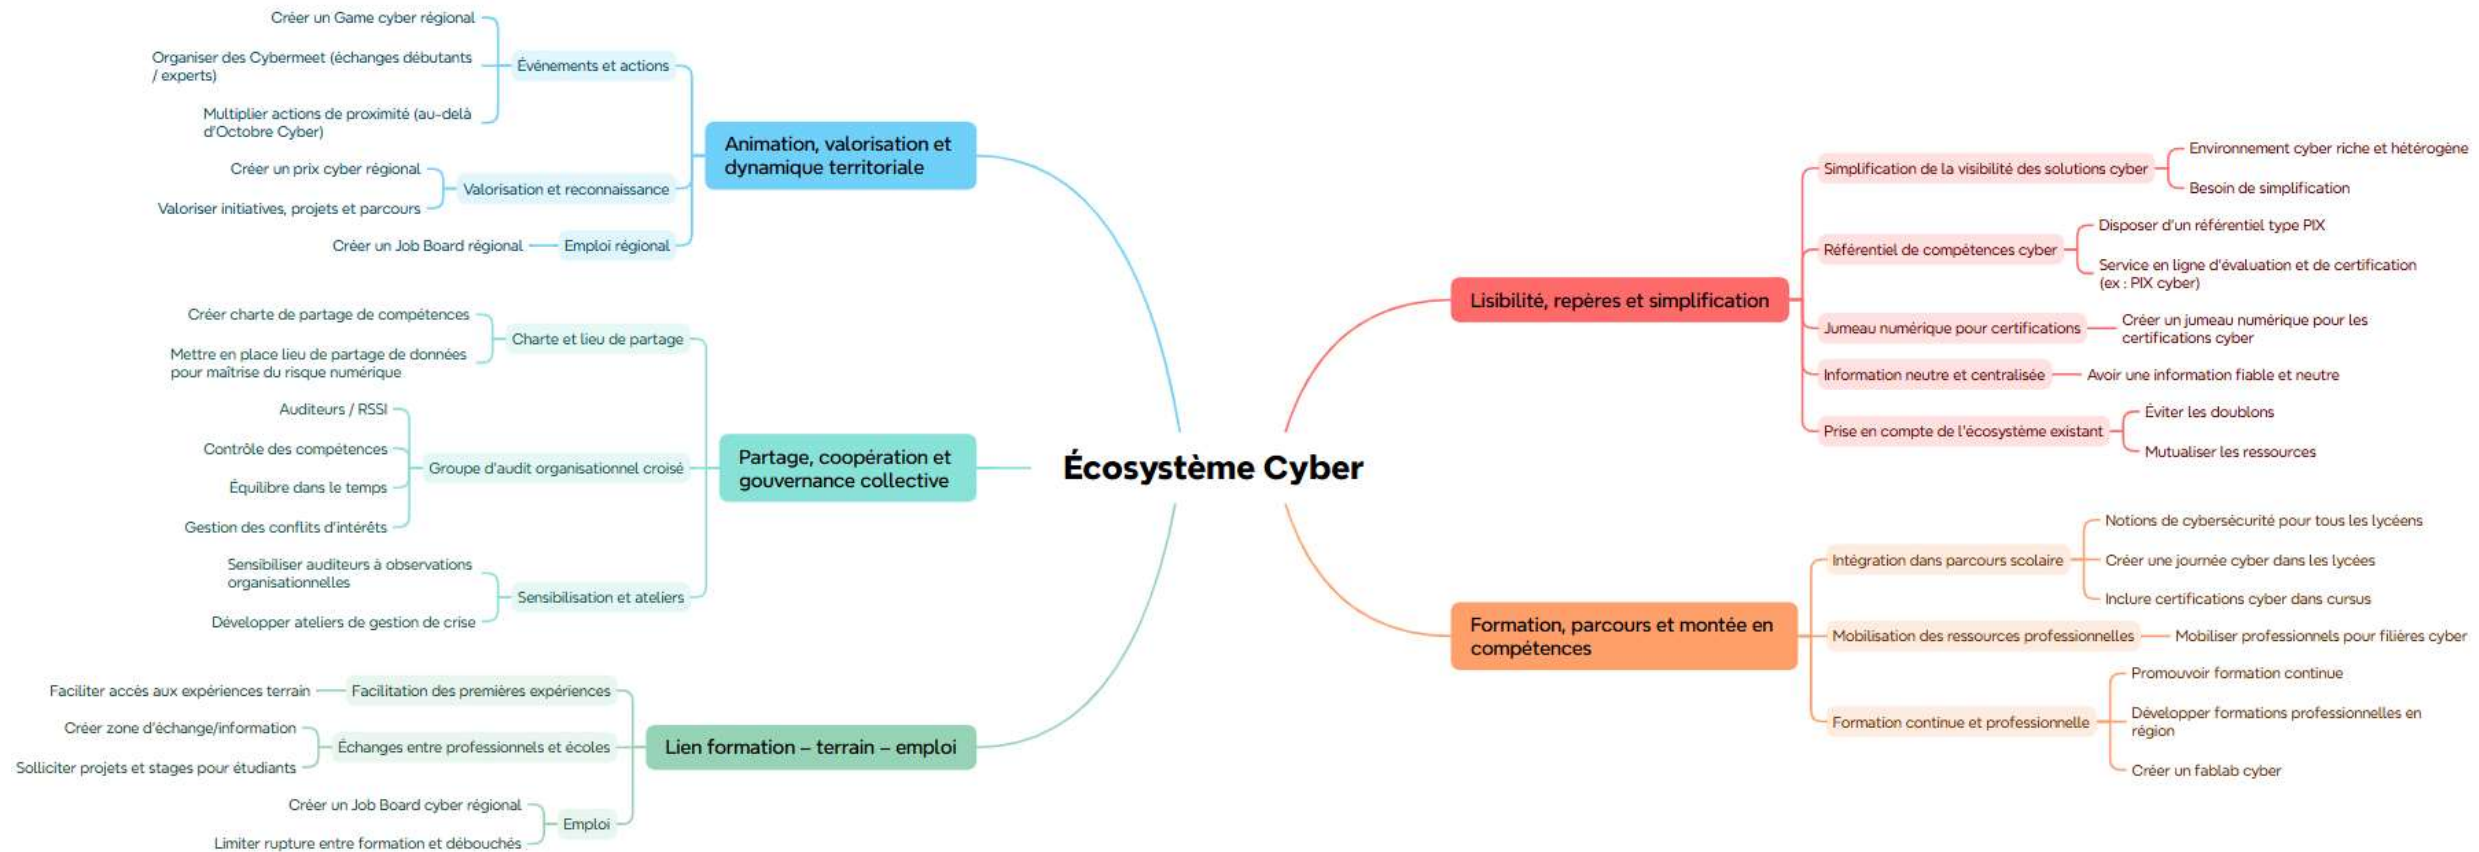 Écosystème Cyber
Animation, valorisation et
dynamique territoriale
Événements et actions
Créer un Game cyber régional
Organiser des Cybermeet (échanges débutants
/ experts)
Multiplier actions de proximité (au-delà
d'Octobre Cyber)
Valorisation et reconnaissance
Créer un prix cyber régional
Valoriser initiatives, projets et parcours
Emploi régional
Créer un Job Board régional
Partage, coopération et
gouvernance collective
Charte et lieu de partage
Créer charte de partage de compétences
Mettre en place lieu de partage de données
pour maîtrise du risque numérique
Groupe d'audit organisationnel croisé
Auditeurs / RSSI
Contrôle des compétences
Équilibre dans le temps
Gestion des conflits d'intérêts
Sensibilisation et ateliers
Sensibiliser auditeurs à observations
organisationnelles
Développer ateliers de gestion de crise
Lien formation – terrain – emploi
Facilitation des premières expériences
Faciliter accès aux expériences terrain
Échanges entre professionnels et écoles
Créer zone d'échange/information
Solliciter projets et stages pour étudiants
Emploi
Créer un Job Board cyber régional
Limiter rupture entre formation et débouchés
Lisibilité, repères et simplification
Simplification de la visibilité des solutions cyber
Environnement cyber riche et hétérogène
Besoin de simplification
Référentiel de compétences cyber
Disposer d'un référentiel type PIX
Service en ligne d'évaluation et de certification
(ex : PIX cyber)
Jumeau numérique pour certifications
Créer un jumeau numérique pour les
certifications cyber
Information neutre et centralisée
Avoir une information fiable et neutre
Prise en compte de l'écosystème existant
Éviter les doublons
Mutualiser les ressources
Formation, parcours et montée en
compétences
Intégration dans parcours scolaire
Notions de cybersécurité pour tous les lycéens
Créer une journée cyber dans les lycées
Inclure certifications cyber dans cursus
Mobilisation des ressources professionnelles
Mobiliser professionnels pour filières cyber
Formation continue et professionnelle
Promouvoir formation continue
Développer formations professionnelles en
région
Créer un fablab cyber